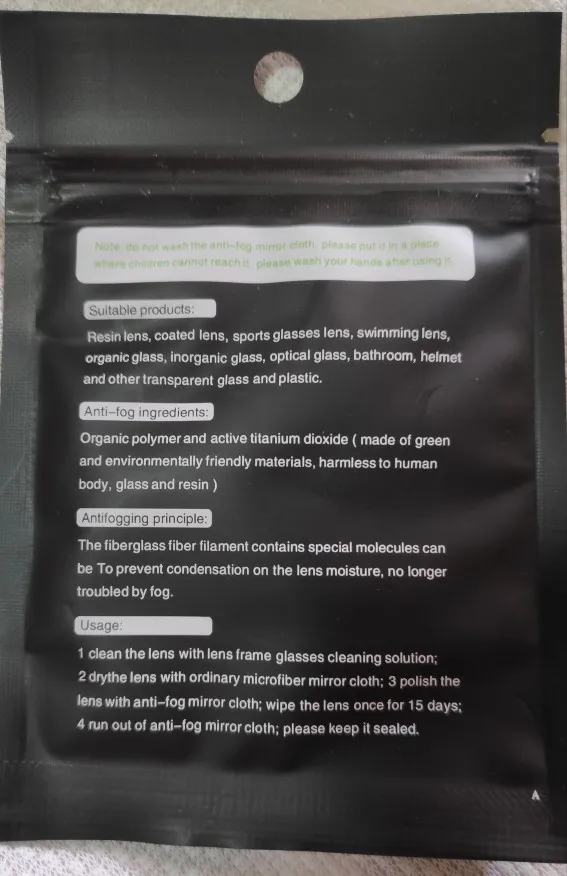 Note: do not wash the anti-fog mirror cloth, please put it in a place
where children cannot reach it, please wash your hands after using it.
Suitable products:
Resin lens, coated lens, sports glasses lens, swimming lens,
organic glass, inorganic glass, optical glass, bathroom, helmet
and other transparent glass and plastic.
Anti-fog ingredients:
Organic polymer and active titanium dioxide ( made of green
and environmentally friendly materials, harmless to human
body, glass and resin )
Antifogging principle:
The fiberglass fiber filament contains special molecules can
be To prevent condensation on the lens moisture, no longer
troubled by fog.
Usage:
1 clean the lens with lens frame glasses cleaning solution;
2 drythe lens with ordinary microfiber mirror cloth; 3 polish the
lens with anti-fog mirror cloth; wipe the lens once for 15 days;
4 run out of anti-fog mirror cloth; please keep it sealed.
A